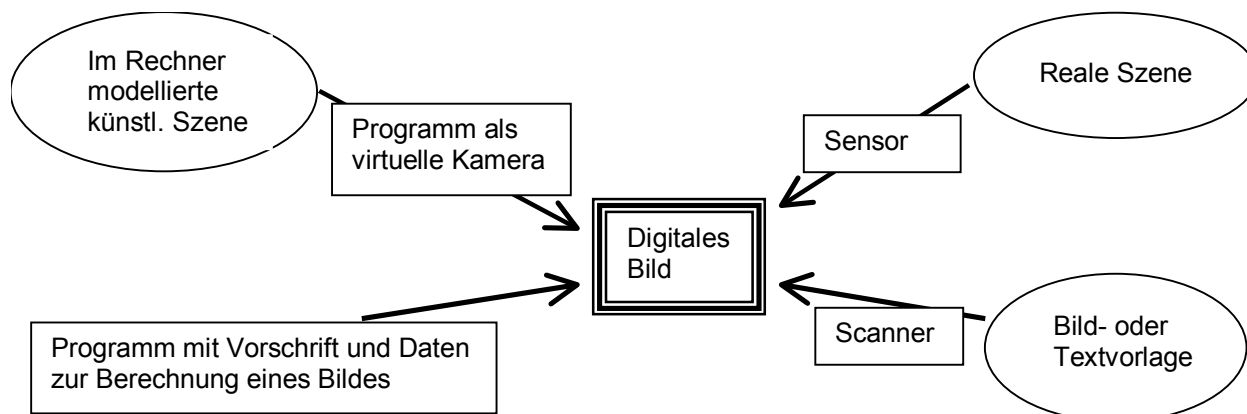 Im Rechner
modellierte
künstl. Szene
Programm als
virtuelle Kamera
Reale Szene
Sensor
Digitales
Bild
Programm mit Vorschrift und Daten
zur Berechnung eines Bildes
Scanner
Bild- oder
Textvorlage